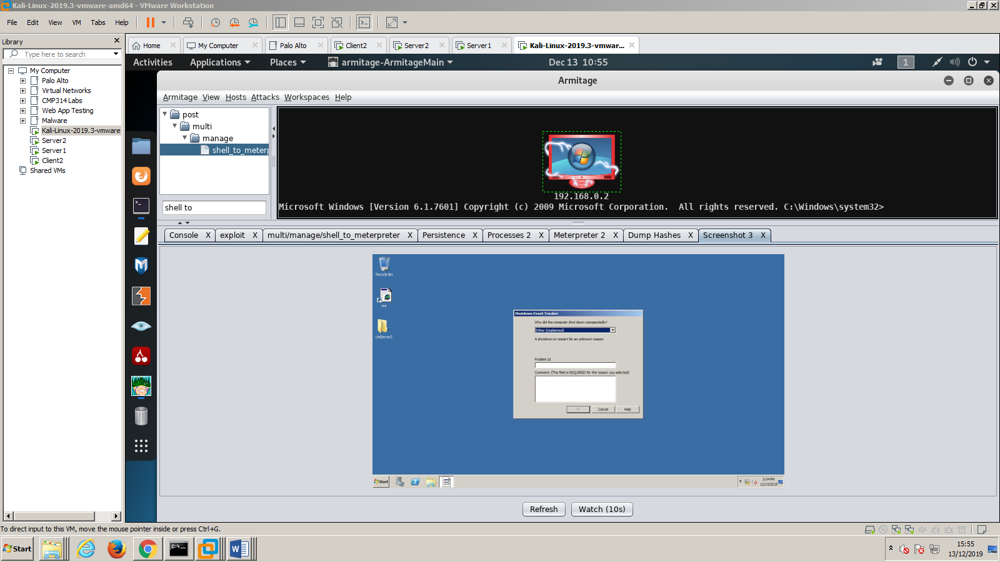 Kali-Linux-2019.3-vmware-amd64 - VMware Workstation
File Edit View VM Tabs Help
Library
Type here to search
My Computer
Palo Alto
Virtual Networks
CMP314 Labs
Web App Testing
Malware
Kali-Linux-2019.3-vmware
Server2
Server1
Client2
Shared VMs
Home My Computer Palo Alto Client2 Server2 Server1 Kali-Linux-2019.3-vmwar...
Activities Applications Places armitage-ArmitageMain Dec 13 10:55 1
Armitage
Armitage View Hosts Attacks Workspaces Help
post
multi
manage
shell_to_meterp
shell to
192.168.0.2
Microsoft Windows [Version 6.1.7601] Copyright (c) 2009 Microsoft Corporation. All rights reserved. C:\Windows\system32>
Console X exploit X multi/manage/shell_to_meterpreter X Persistence X Processes 2 X Meterpreter 2 X Dump Hashes X Screenshot 3 X
Recycle Bin
UniServerZ
Shutdown Event Tracker
Why did the computer shut down unexpectedly?
Other (Unplanned)
A shutdown or restart for an unknown reason
Problem Id
Comment: (This field is REQUIRED for the reason you selected)
OK Cancel Help
Start
3:54 PM
12/13/2019
Refresh Watch (10s)
To direct input to this VM, move the mouse pointer inside or press Ctrl+G.
Start
15:55
13/12/2019